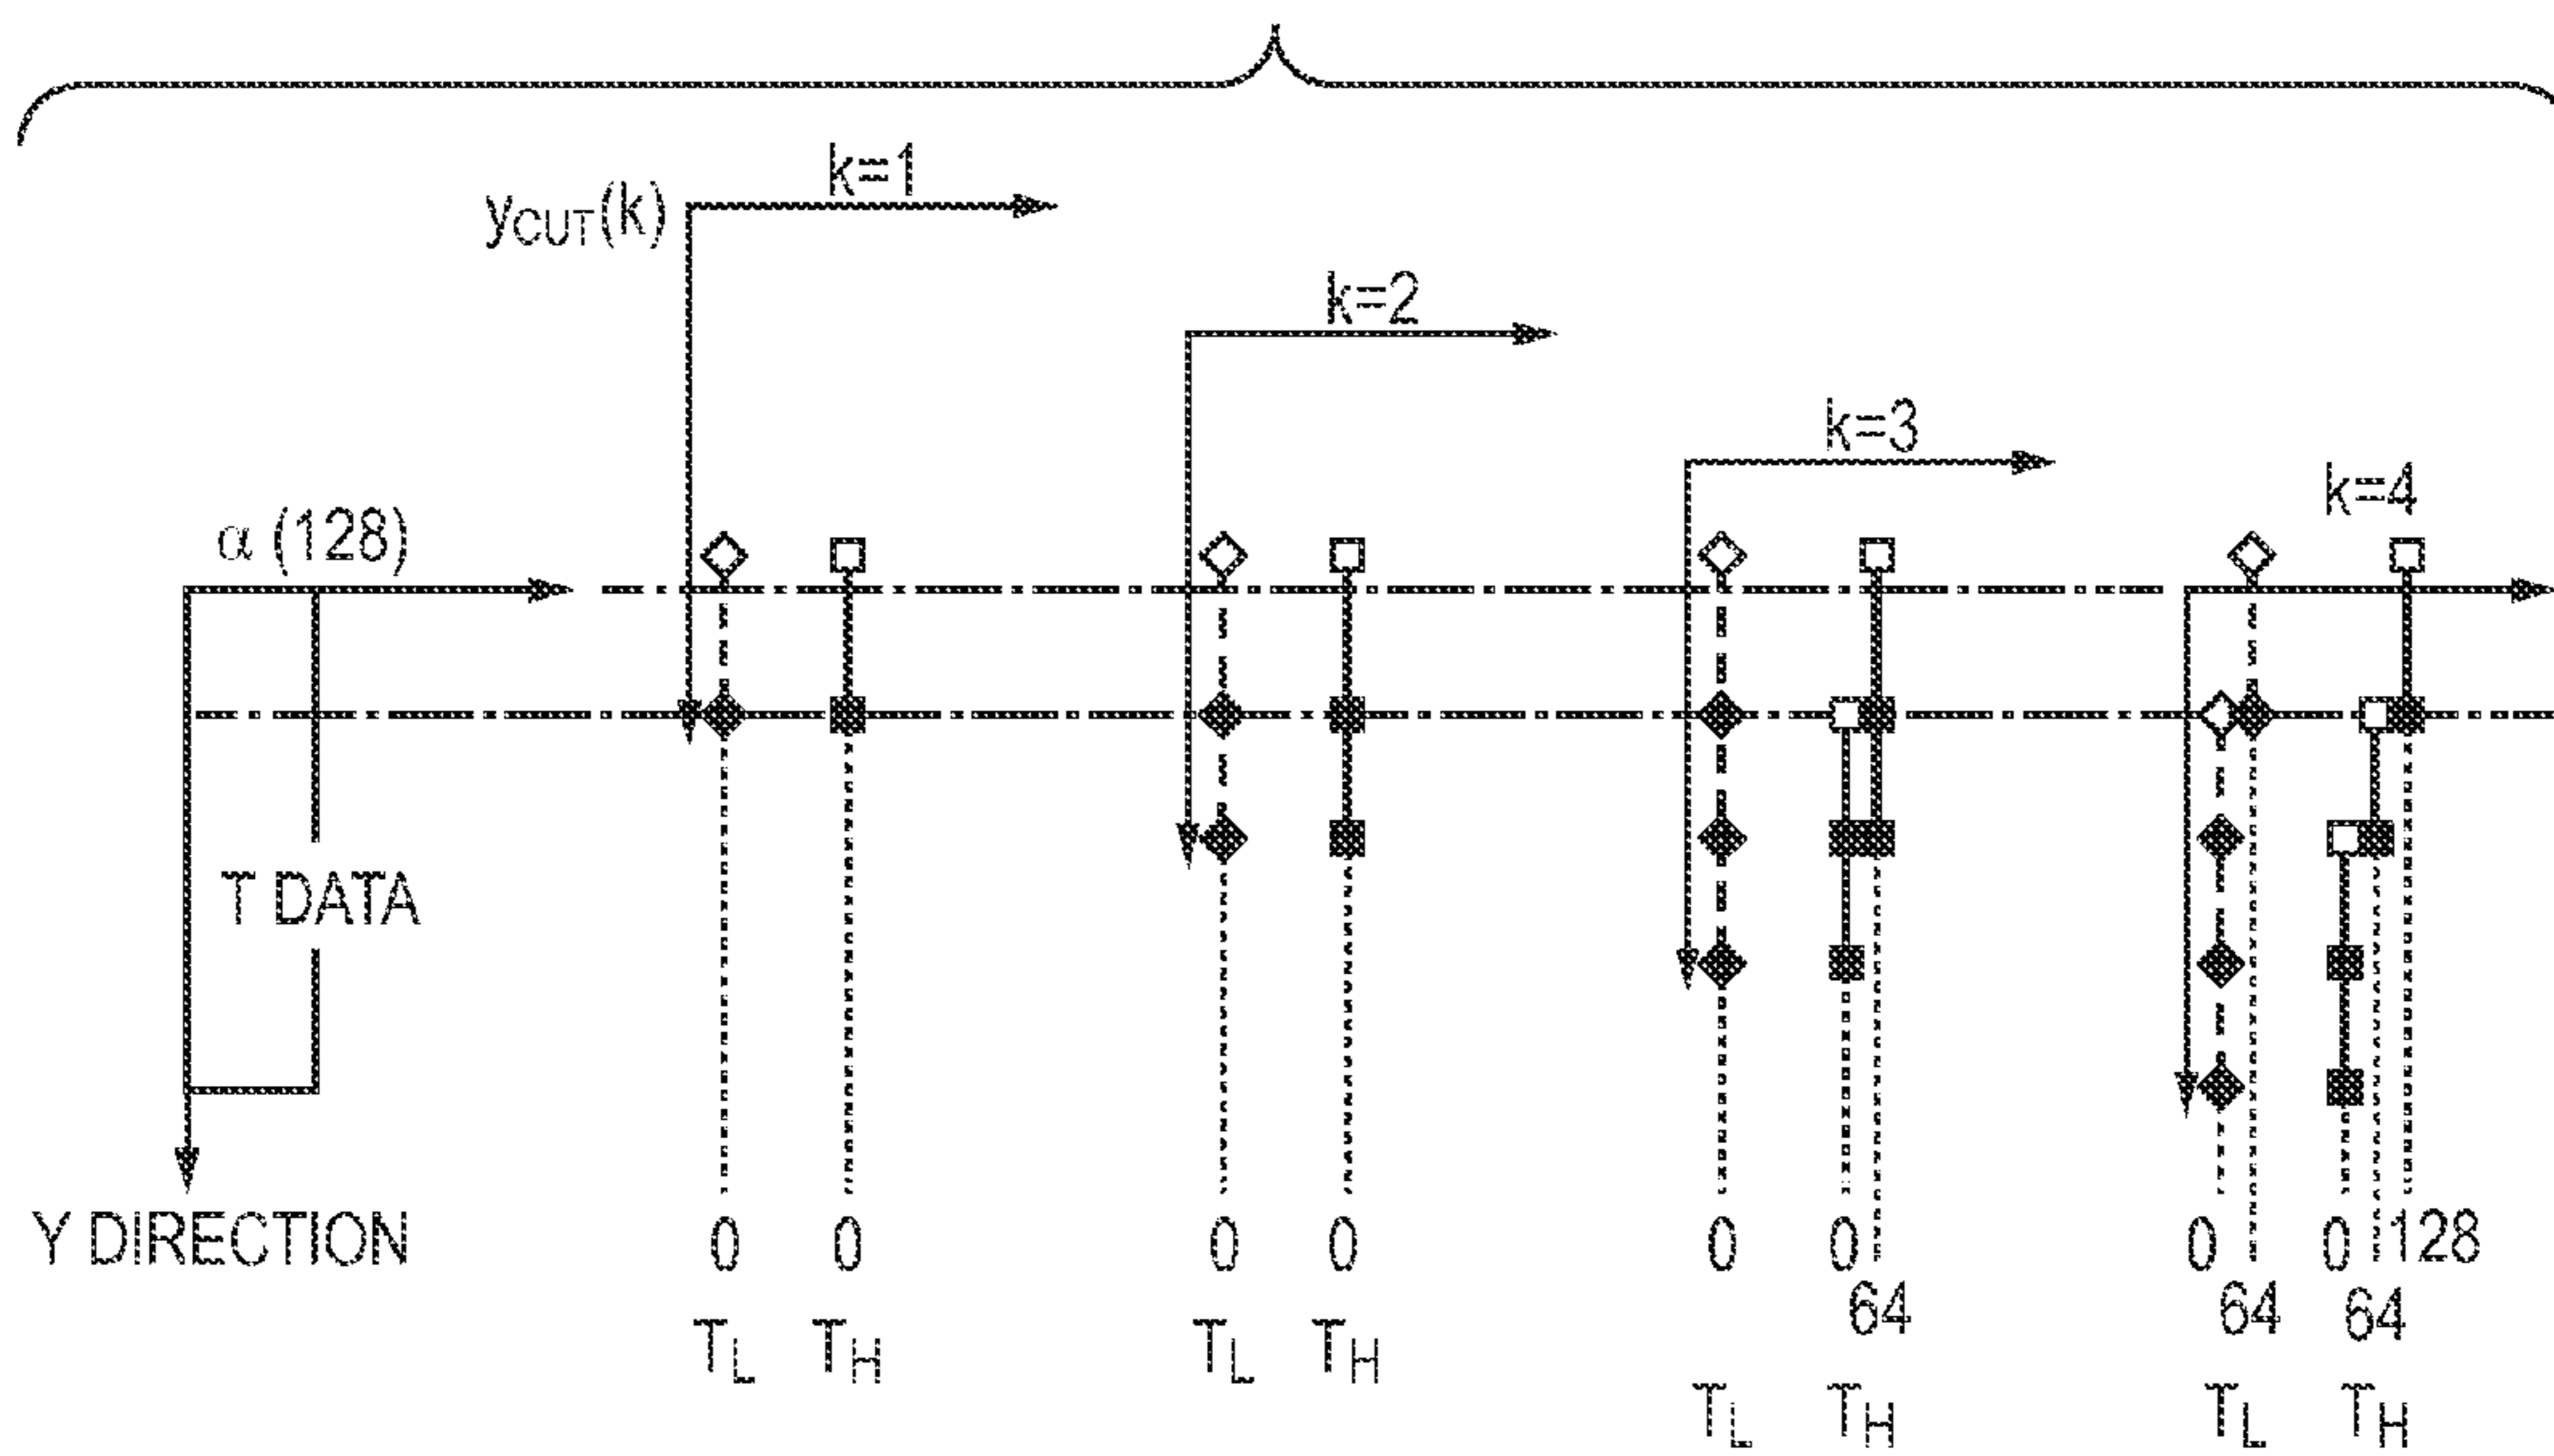 k=1
yCUT(k)
k=2
k=3
k=4
α (128)
T DATA
Y DIRECTION
0 0 0 0 0 0 0 0 128
64 64 64
TL TH TL TH
TL TH TL TH